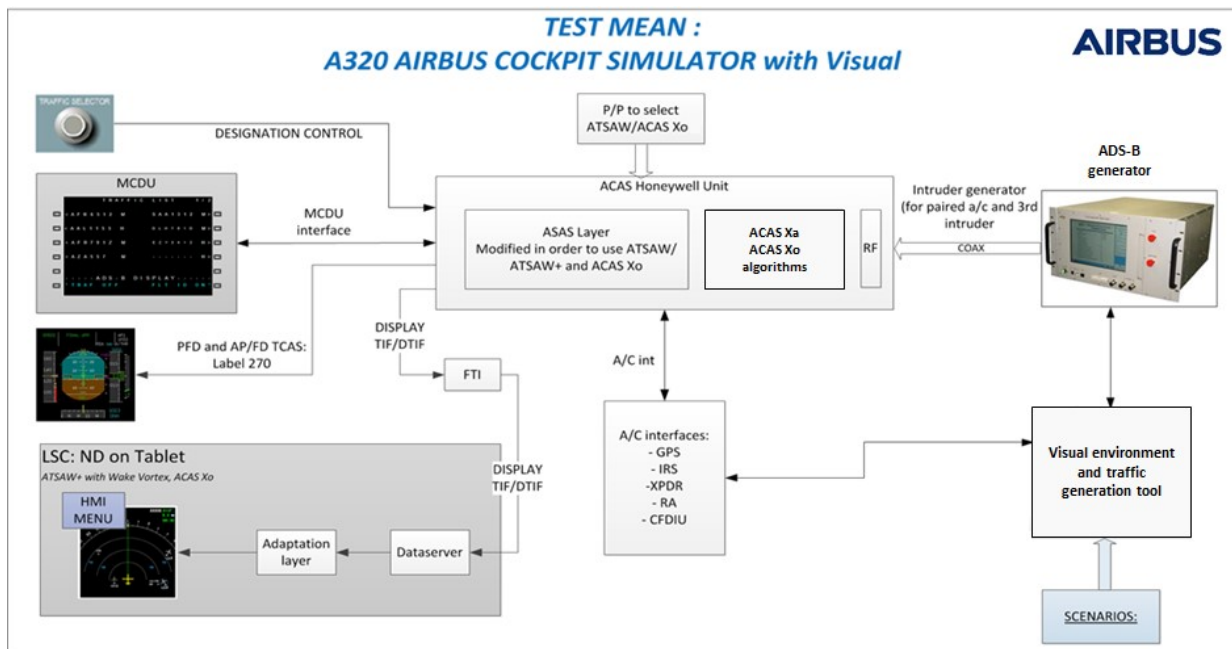 TEST MEAN :
A320 AIRBUS COCKPIT SIMULATOR with Visual
AIRBUS
TRAFFIC SELECTOR
DESIGNATION CONTROL
P/P to select
ATSAW/ACAS Xo
MCDU
TRAFFIC LIST
ADS-B DISPLAY
MCDU
interface
ACAS Honeywell Unit
ASAS Layer
Modified in order to use ATSAW/
ATSAW+ and ACAS Xo
ACAS Xa
ACAS Xo
algorithms
RF
Intruder generator
(for paired a/c and 3rd
intruder
COAX
ADS-B
generator
PFD and AP/FD TCAS:
Label 270
DISPLAY
TIF/DTIF
FTI
A/C int
LSC: ND on Tablet
ATSAW+ with Wake Vortex, ACAS Xo
HMI
MENU
Adaptation
layer
Dataserver
DISPLAY
TIF/DTIF
A/C interfaces:
- GPS
- IRS
-XPDR
- RA
- CFDIU
Visual environment
and traffic
generation tool
SCENARIOS: